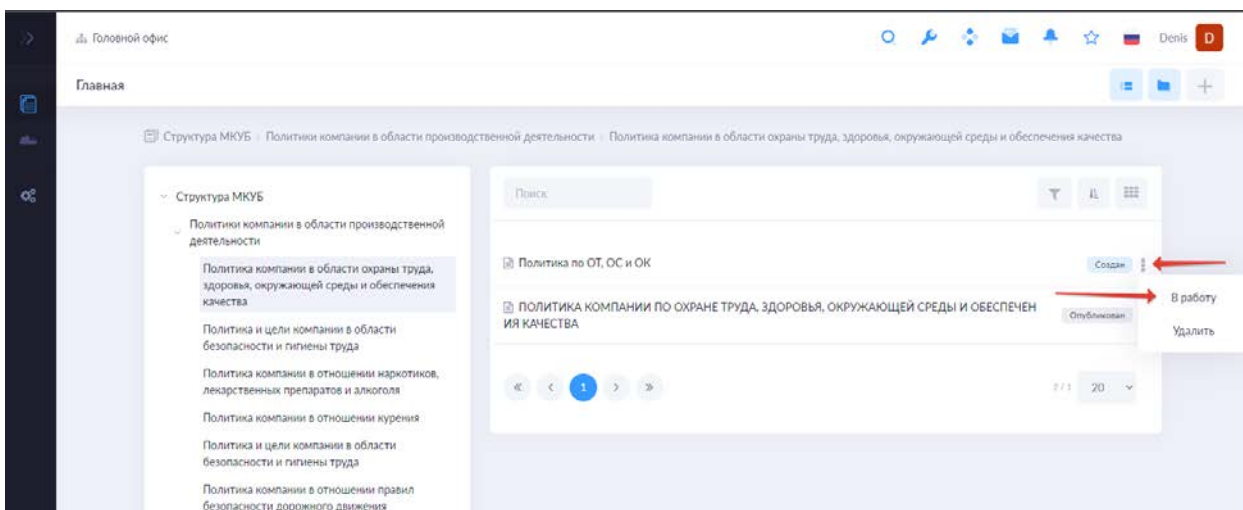 Головной офис
Denis D
Главная
Структура МКУБ Политики компании в области производственной деятельности Политика компании в области охраны труда, здоровья, окружающей среды и обеспечения качества
Структура МКУБ
Политики компании в области производственной
деятельности
Политика компании в области охраны труда,
здоровья, окружающей среды и обеспечения
качества
Политика и цели компании в области
безопасности и гигиены труда
Политика компании в отношении наркотиков,
лекарственных препаратов и алкоголя
Политика компании в отношении курения
Политика и цели компании в области
безопасности и гигиены труда
Политика компании в отношении правил
безопасности дорожного движения
Поиск
Политика по ОТ, ОС и ОК
Создан
ПОЛИТИКА КОМПАНИИ ПО ОХРАНЕ ТРУДА, ЗДОРОВЬЯ, ОКРУЖАЮЩЕЙ СРЕДЫ И ОБЕСПЕЧЕН
ИЯ КАЧЕСТВА
Опубликован
В работу
Удалить
« ‹ 1 › »
20